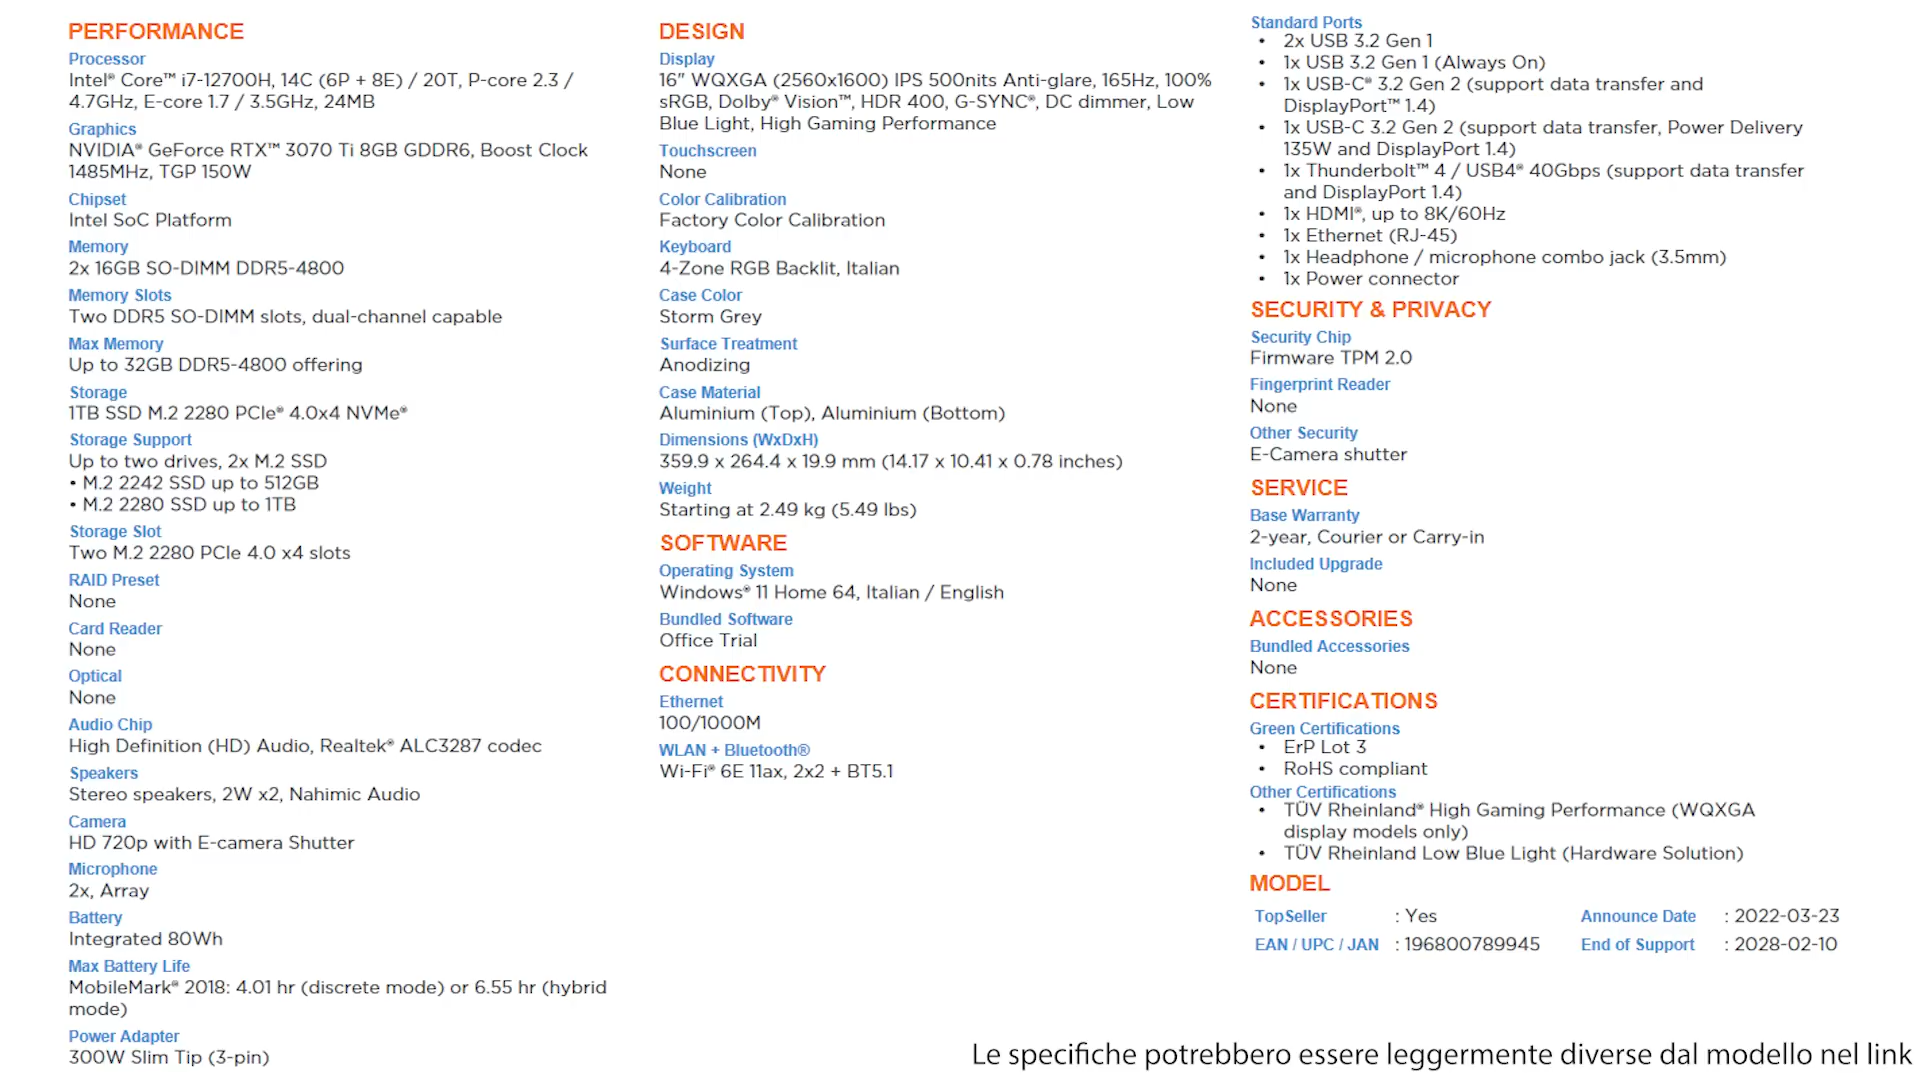 PERFORMANCE
Processor
Intel® Core™ i7-12700H, 14C (6P + 8E) / 20T, P-core 2.3 /
4.7GHz, E-core 1.7 / 3.5GHz, 24MB
Graphics
NVIDIA® GeForce RTX™ 3070 Ti 8GB GDDR6, Boost Clock
1485MHz, TGP 150W
Chipset
Intel SoC Platform
Memory
2x 16GB SO-DIMM DDR5-4800
Memory Slots
Two DDR5 SO-DIMM slots, dual-channel capable
Max Memory
Up to 32GB DDR5-4800 offering
Storage
1TB SSD M.2 2280 PCIe® 4.0x4 NVMe®
Storage Support
Up to two drives, 2x M.2 SSD
• M.2 2242 SSD up to 512GB
• M.2 2280 SSD up to 1TB
Storage Slot
Two M.2 2280 PCIe 4.0 x4 slots
RAID Preset
None
Card Reader
None
Optical
None
Audio Chip
High Definition (HD) Audio, Realtek® ALC3287 codec
Speakers
Stereo speakers, 2W x2, Nahimic Audio
Camera
HD 720p with E-camera Shutter
Microphone
2x, Array
Battery
Integrated 80Wh
Max Battery Life
MobileMark® 2018: 4.01 hr (discrete mode) or 6.55 hr (hybrid
mode)
Power Adapter
300W Slim Tip (3-pin)
DESIGN
Display
16" WQXGA (2560x1600) IPS 500nits Anti-glare, 165Hz, 100%
sRGB, Dolby® Vision™, HDR 400, G-SYNC®, DC dimmer, Low
Blue Light, High Gaming Performance
Touchscreen
None
Color Calibration
Factory Color Calibration
Keyboard
4-Zone RGB Backlit, Italian
Case Color
Storm Grey
Surface Treatment
Anodizing
Case Material
Aluminium (Top), Aluminium (Bottom)
Dimensions (WxDxH)
359.9 x 264.4 x 19.9 mm (14.17 x 10.41 x 0.78 inches)
Weight
Starting at 2.49 kg (5.49 lbs)
SOFTWARE
Operating System
Windows® 11 Home 64, Italian / English
Bundled Software
Office Trial
CONNECTIVITY
Ethernet
100/1000M
WLAN + Bluetooth®
Wi-Fi® 6E 11ax, 2x2 + BT5.1
Standard Ports
• 2x USB 3.2 Gen 1
• 1x USB 3.2 Gen 1 (Always On)
• 1x USB-C® 3.2 Gen 2 (support data transfer and
DisplayPort™ 1.4)
• 1x USB-C 3.2 Gen 2 (support data transfer, Power Delivery
135W and DisplayPort 1.4)
• 1x Thunderbolt™ 4 / USB4® 40Gbps (support data transfer
and DisplayPort 1.4)
• 1x HDMI®, up to 8K/60Hz
• 1x Ethernet (RJ-45)
• 1x Headphone / microphone combo jack (3.5mm)
• 1x Power connector
SECURITY & PRIVACY
Security Chip
Firmware TPM 2.0
Fingerprint Reader
None
Other Security
E-Camera shutter
SERVICE
Base Warranty
2-year, Courier or Carry-in
Included Upgrade
None
ACCESSORIES
Bundled Accessories
None
CERTIFICATIONS
Green Certifications
• ErP Lot 3
• RoHS compliant
Other Certifications
• TÜV Rheinland® High Gaming Performance (WQXGA
display models only)
• TÜV Rheinland Low Blue Light (Hardware Solution)
MODEL
TopSeller : Yes Announce Date : 2022-03-23
EAN / UPC / JAN : 196800789945 End of Support : 2028-02-10
Le specifiche potrebbero essere leggermente diverse dal modello nel link